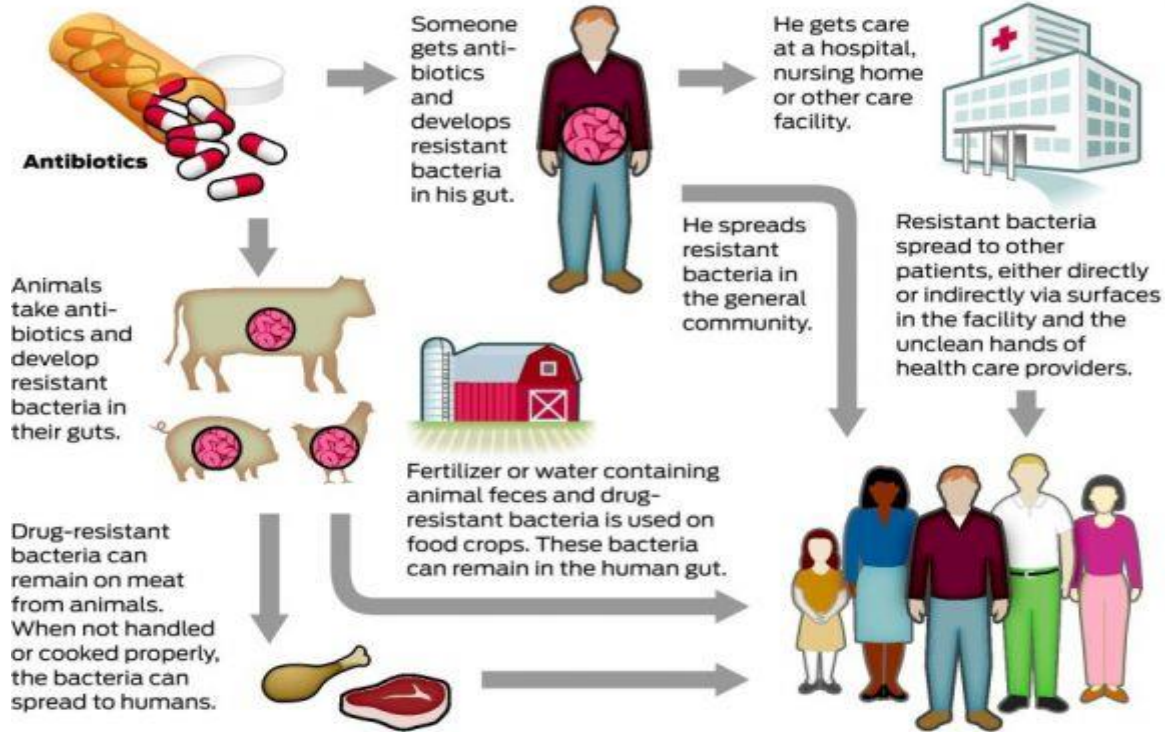 Antibiotics
Someone
gets anti-
biotics
and
develops
resistant
bacteria
in his gut.
He gets care
at a hospital,
nursing home
or other care
facility.
He spreads
resistant
bacteria in
the general
community.
Resistant bacteria
spread to other
patients, either directly
or indirectly via surfaces
in the facility and the
unclean hands of
health care providers.
Animals
take anti-
biotics and
develop
resistant
bacteria in
their guts.
Fertilizer or water containing
animal feces and drug-
resistant bacteria is used on
food crops. These bacteria
can remain in the human gut.
Drug-resistant
bacteria can
remain on meat
from animals.
When not handled
or cooked properly,
the bacteria can
spread to humans.